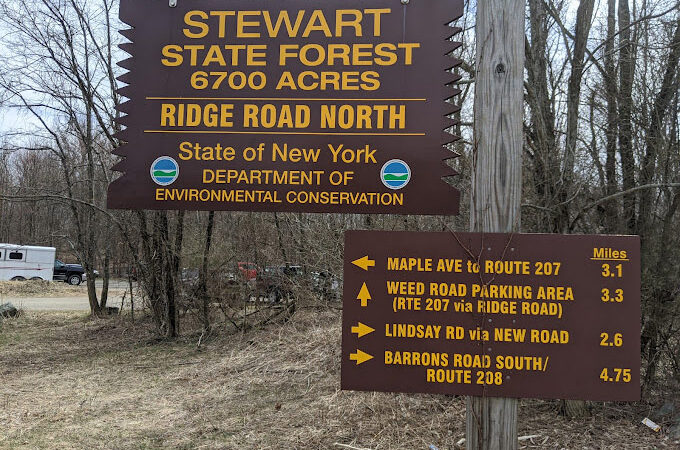 STEWART
STATE FOREST
6700 ACRES
RIDGE ROAD NORTH
State of New York
DEPARTMENT OF
ENVIRONMENTAL CONSERVATION
Miles
MAPLE AVE to ROUTE 207 3.1
WEED ROAD PARKING AREA 3.3
(RTE 207 via RIDGE ROAD)
LINDSAY RD via NEW ROAD 2.6
BARRONS ROAD SOUTH/
ROUTE 208 4.75